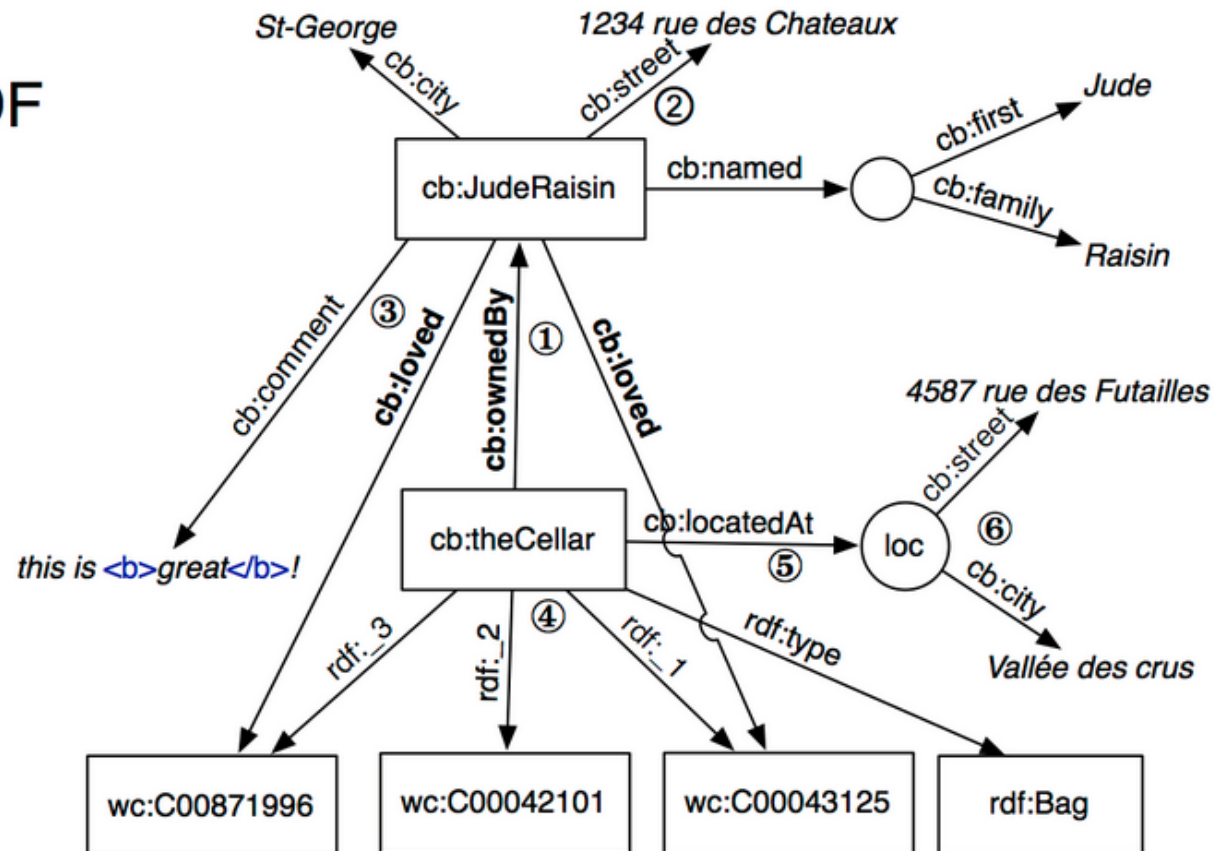 DF
St-George
1234 rue des Chateaux
cb:city
cb:street
②
Jude
cb:first
cb:JudeRaisin
cb:named
cb:family
Raisin
cb:comment
③
cb:loved
cb:ownedBy
①
cb:loved
4587 rue des Futailles
cb:street
cb:theCellar
cb:locatedAt
⑤
loc
⑥
cb:city
Vallée des crus
this is <b>great</b>!
rdf:_3
rdf:_2
④
rdf:_1
rdf:type
wc:C00871996
wc:C00042101
wc:C00043125
rdf:Bag